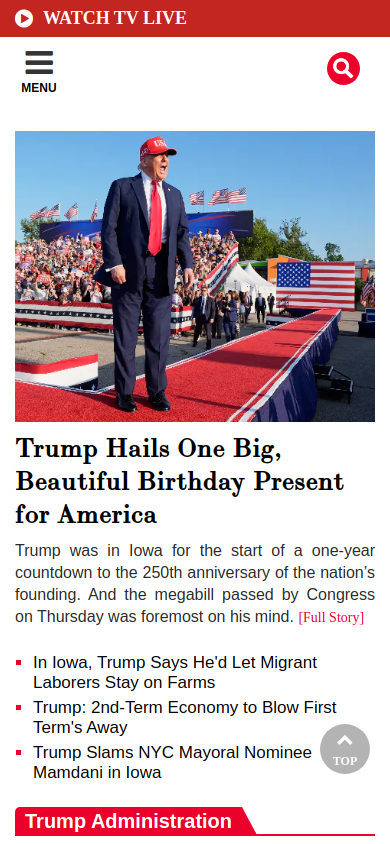 WATCH TV LIVE
MENU
Trump Hails One Big,
Beautiful Birthday Present
for America
Trump was in Iowa for the start of a one-year
countdown to the 250th anniversary of the nation’s
founding. And the megabill passed by Congress
on Thursday was foremost on his mind. [Full Story]
In Iowa, Trump Says He'd Let Migrant
Laborers Stay on Farms
Trump: 2nd-Term Economy to Blow First
Term's Away
Trump Slams NYC Mayoral Nominee
Mamdani in Iowa
TOP
Trump Administration